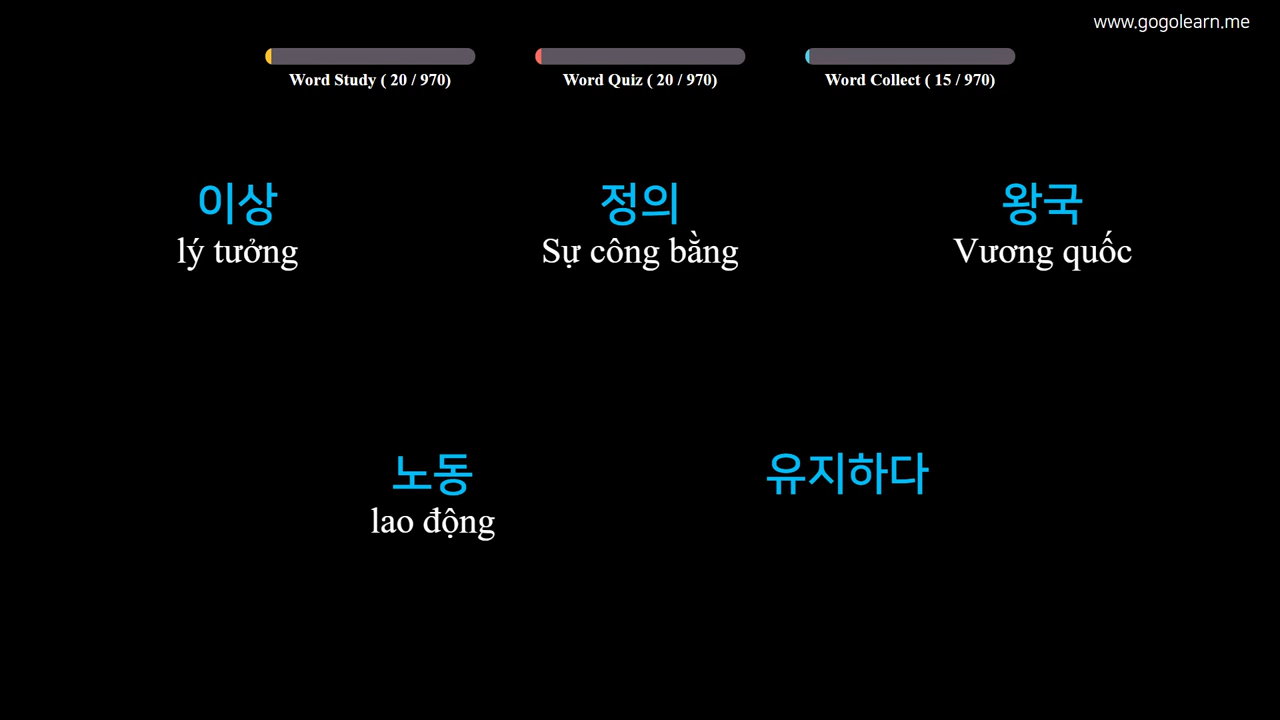 www.gogolearn.me
Word Study ( 20 / 970)
Word Quiz ( 20 / 970)
Word Collect ( 15 / 970)
이상
lý tưởng
정의
Sự công bằng
왕국
Vương quốc
노동
lao động
유지하다